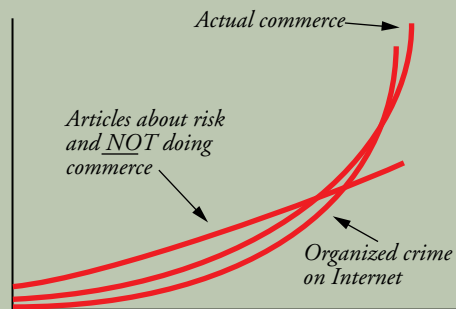 Actual commerce
Articles about risk
and NOT doing
commerce
Organized crime
on Internet